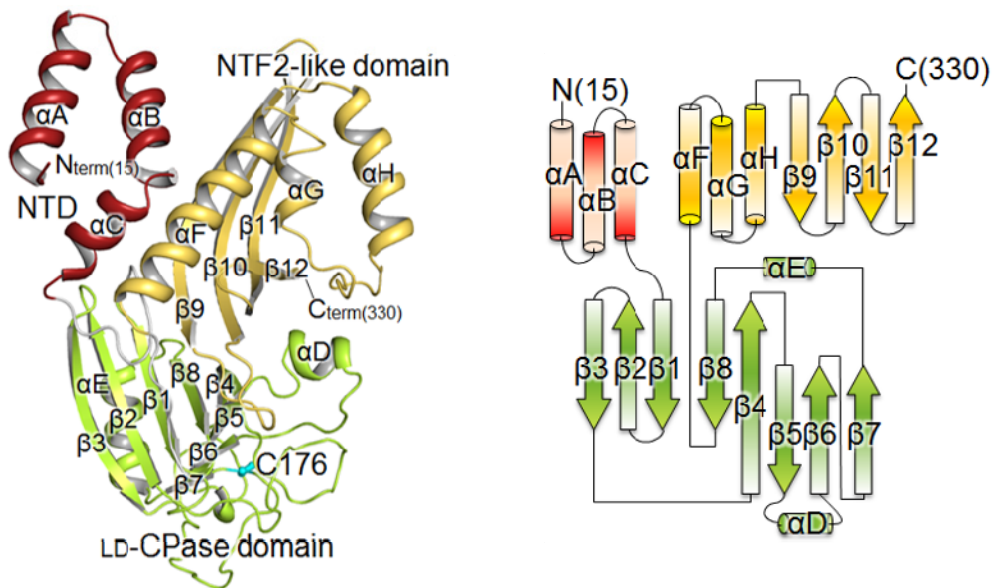 NTF2-like domain
αA
αB
Nterm(15)
NTD
αC
αG
αH
αF
β11
β10
β12
Cterm(330)
β9
αD
β8
β4
αE
β1
β2
β5
β3
β6
C176
β7
LD-CPase domain
N(15)
C(330)
αA
αB
αC
αF
αG
αH
β9
β10
β11
β12
αE
β3
β2
β1
β8
β4
β5
β6
β7
αD